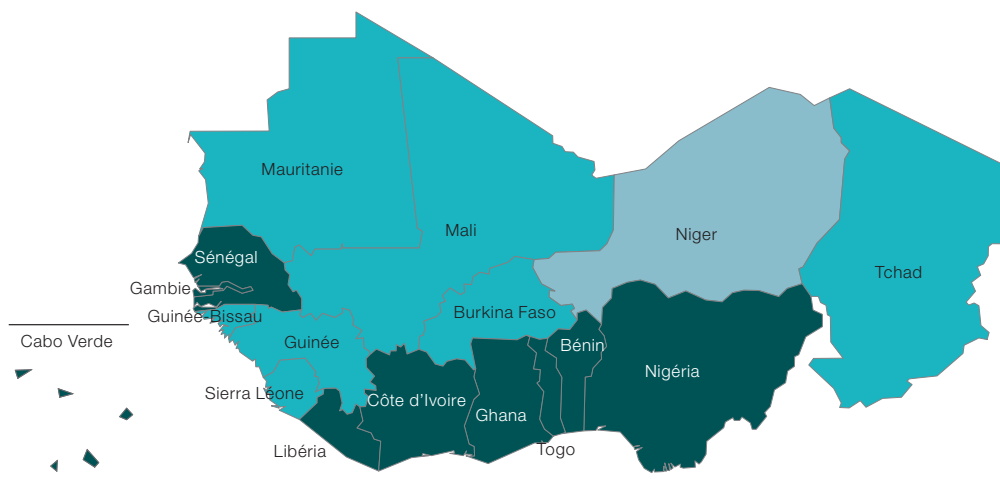 Mauritanie
Mali
Niger
Tchad
Sénégal
Gambie
Guinée-Bissau
Burkina Faso
Cabo Verde
Guinée
Bénin
Nigéria
Sierra Léone
Côte d'Ivoire
Ghana
Libéria
Togo